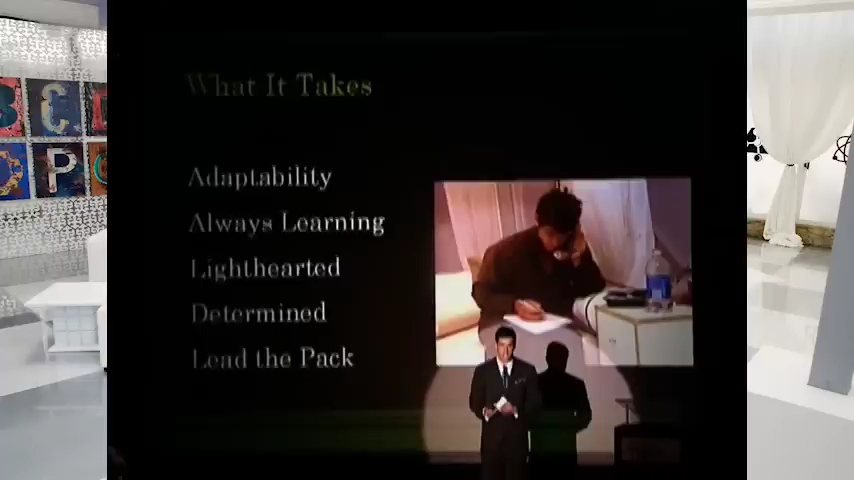 What It Takes
Adaptability
Always Learning
Lighthearted
Determined
Lead the Pack
B C
P